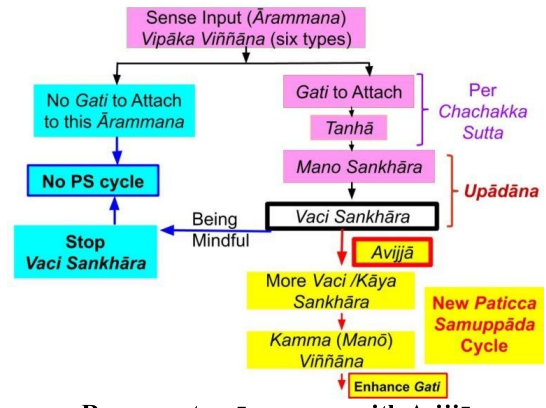 Sense Input (Ārammana)
Vipāka Viññāna (six types)
No Gati to Attach
to this Ārammana
Gati to Attach
Per
Chachakka
Sutta
Tanhā
No PS cycle
Mano Sankhāra
Upādāna
Vaci Sankhāra
Being
Mindful
Stop
Vaci Sankhāra
Avijjā
More Vaci /Kāya
Sankhāra
New Paticca
Samuppāda
Cycle
Kamma (Manō)
Viññāna
Enhance Gati